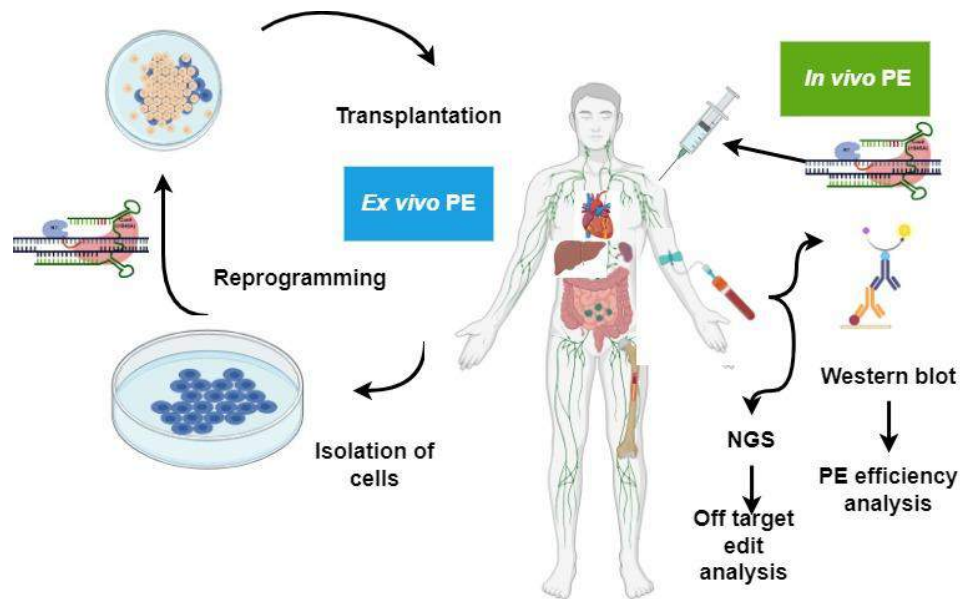 In vivo PE
Transplantation
Ex vivo PE
Reprogramming
Isolation of
cells
Western blot
NGS
PE efficiency
analysis
Off target
edit
analysis